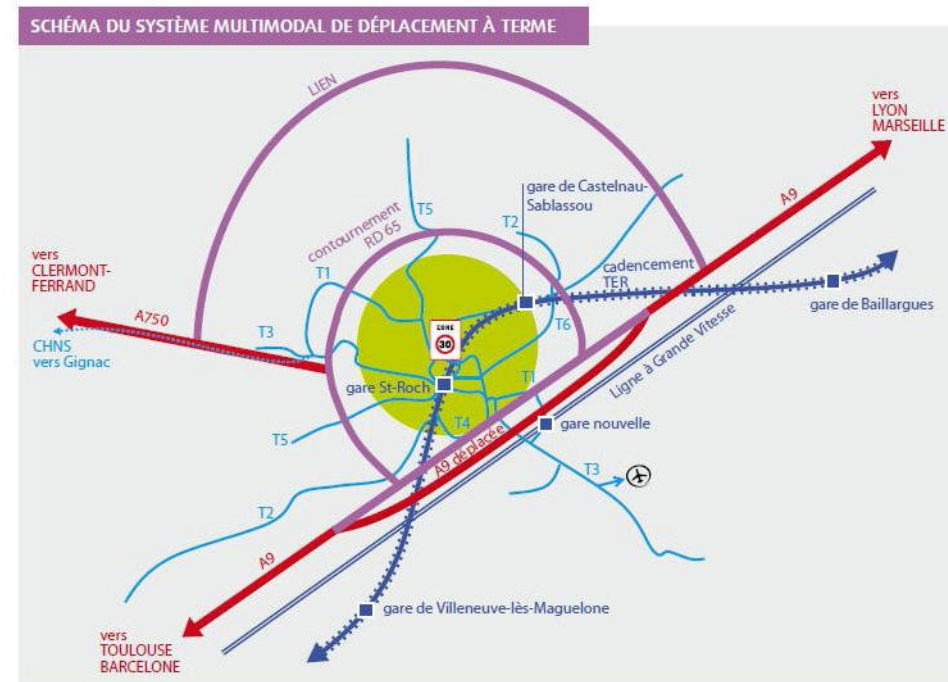 SCHÉMA DU SYSTÈME MULTIMODAL DE DÉPLACEMENT À TERME
LIEN
vers
LYON
MARSEILLE
A9
gare de Castelnau-
Sablassou
T5
T2
contournement
RD 65
vers
CLERMONT-
FERRAND
T1
cadencement
TER
gare de Baillargues
A750
T3
ZONE
30
T6
CHNS
vers Gignac
gare St-Roch
T1
Ligne à Grande Vitesse
T4
gare nouvelle
T5
A9 déplacée
T3
T2
A9
gare de Villeneuve-lès-Maguelone
vers
TOULOUSE
BARCELONE